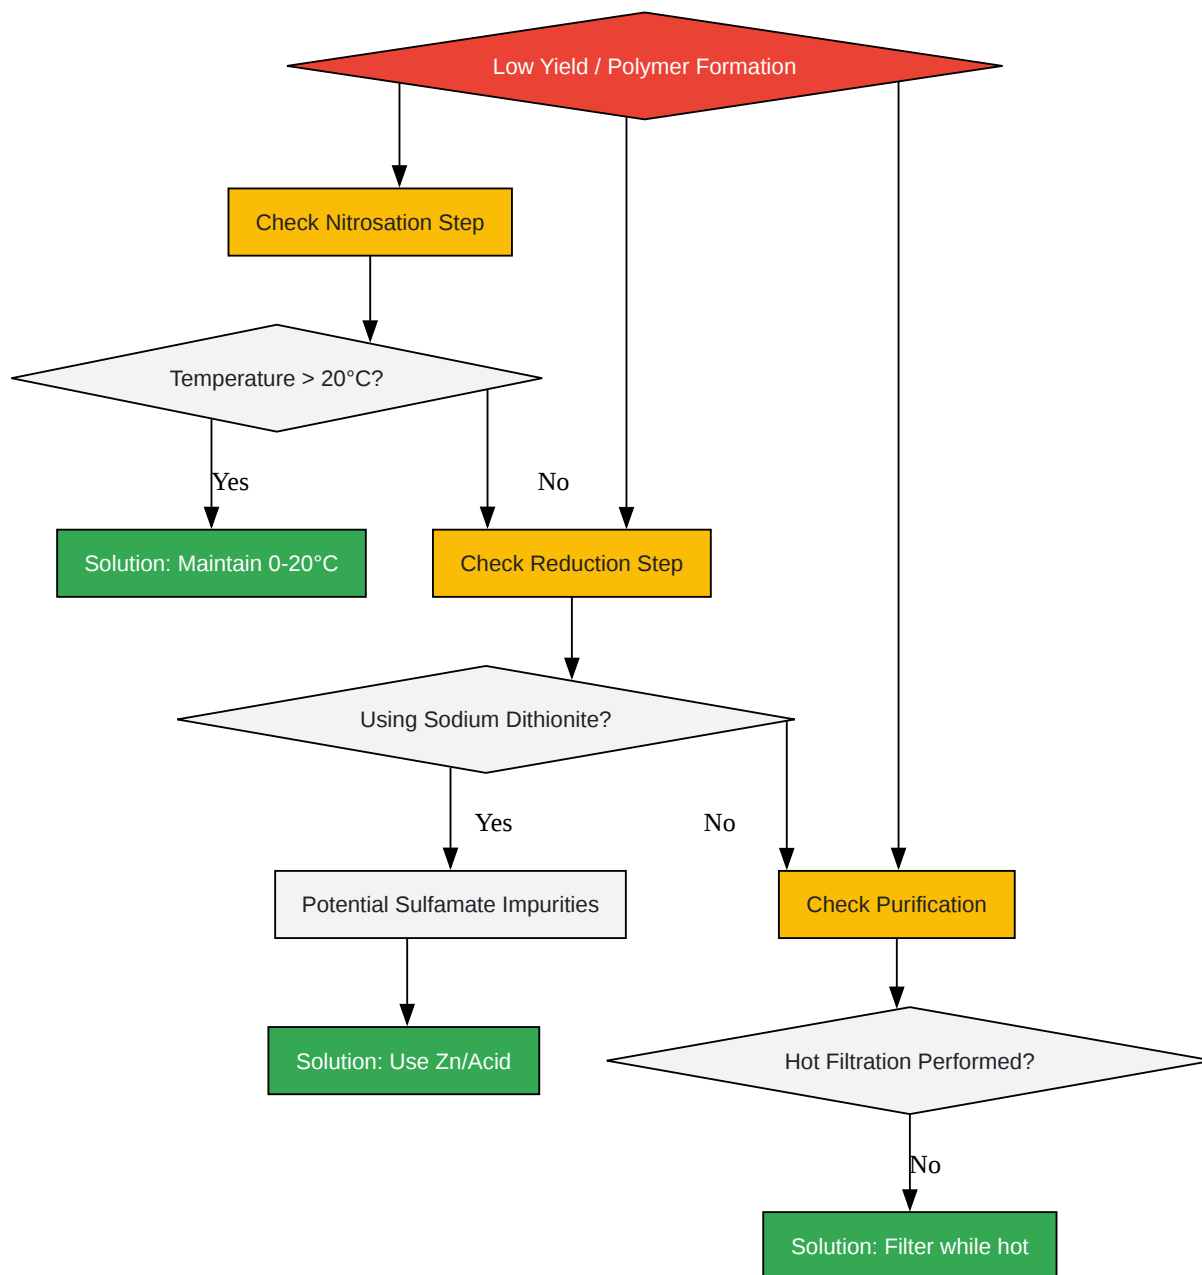 Low Yield / Polymer Formation
Check Nitrosation Step
Temperature > 20°C?
Yes
No
Solution: Maintain 0-20°C
Check Reduction Step
Using Sodium Dithionite?
Yes
No
Potential Sulfamate Impurities
Check Purification
Solution: Use Zn/Acid
Hot Filtration Performed?
No
Solution: Filter while hot